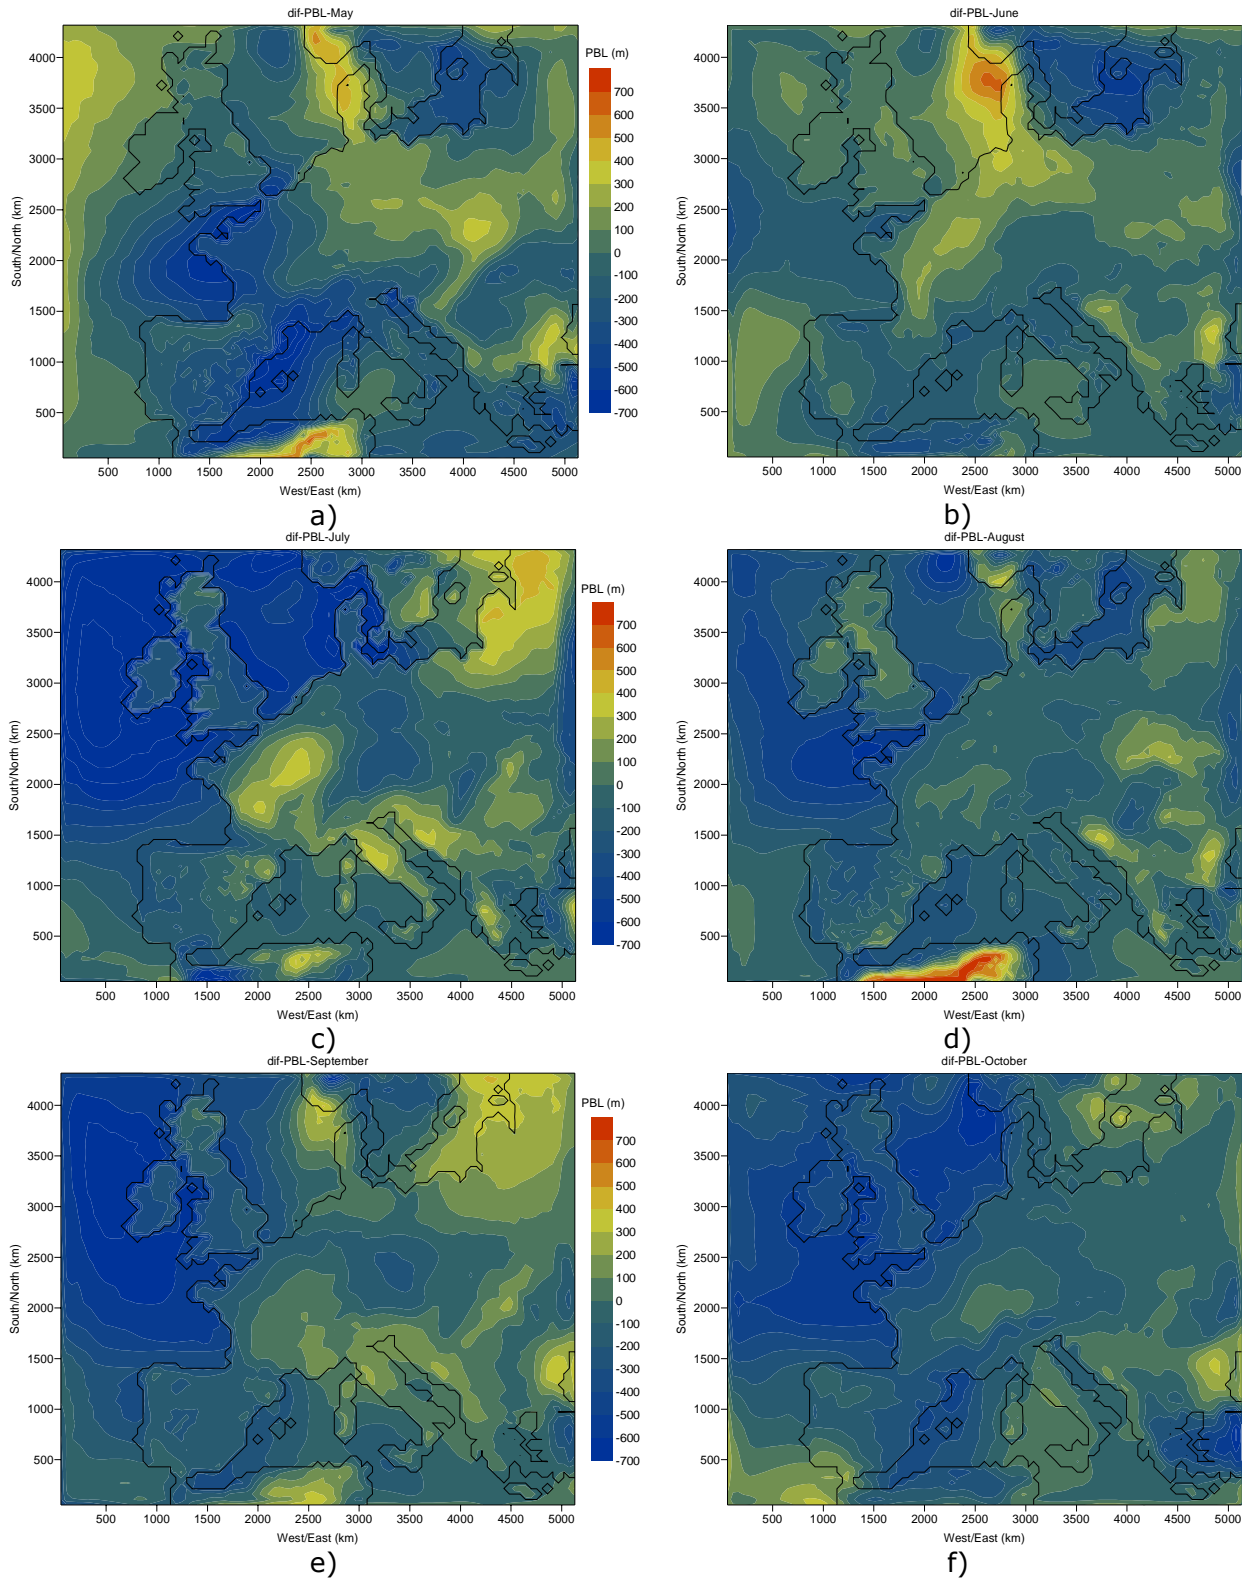 dif-PBL-May
PBL (m)
700
600
500
400
300
200
100
0
-100
-200
-300
-400
-500
-600
-700
South/North (km)
4000
3500
3000
2500
2000
1500
1000
500
500 1000 1500 2000 2500 3000 3500 4000 4500 5000
West/East (km)
a)
dif-PBL-June
South/North (km)
4000
3500
3000
2500
2000
1500
1000
500
500 1000 1500 2000 2500 3000 3500 4000 4500 5000
West/East (km)
b)
dif-PBL-July
PBL (m)
700
600
500
400
300
200
100
0
-100
-200
-300
-400
-500
-600
-700
South/North (km)
4000
3500
3000
2500
2000
1500
1000
500
500 1000 1500 2000 2500 3000 3500 4000 4500 5000
West/East (km)
c)
dif-PBL-August
South/North (km)
4000
3500
3000
2500
2000
1500
1000
500
500 1000 1500 2000 2500 3000 3500 4000 4500 5000
West/East (km)
d)
dif-PBL-September
PBL (m)
700
600
500
400
300
200
100
0
-100
-200
-300
-400
-500
-600
-700
South/North (km)
4000
3500
3000
2500
2000
1500
1000
500
500 1000 1500 2000 2500 3000 3500 4000 4500 5000
West/East (km)
e)
dif-PBL-October
South/North (km)
4000
3500
3000
2500
2000
1500
1000
500
500 1000 1500 2000 2500 3000 3500 4000 4500 5000
West/East (km)
f)